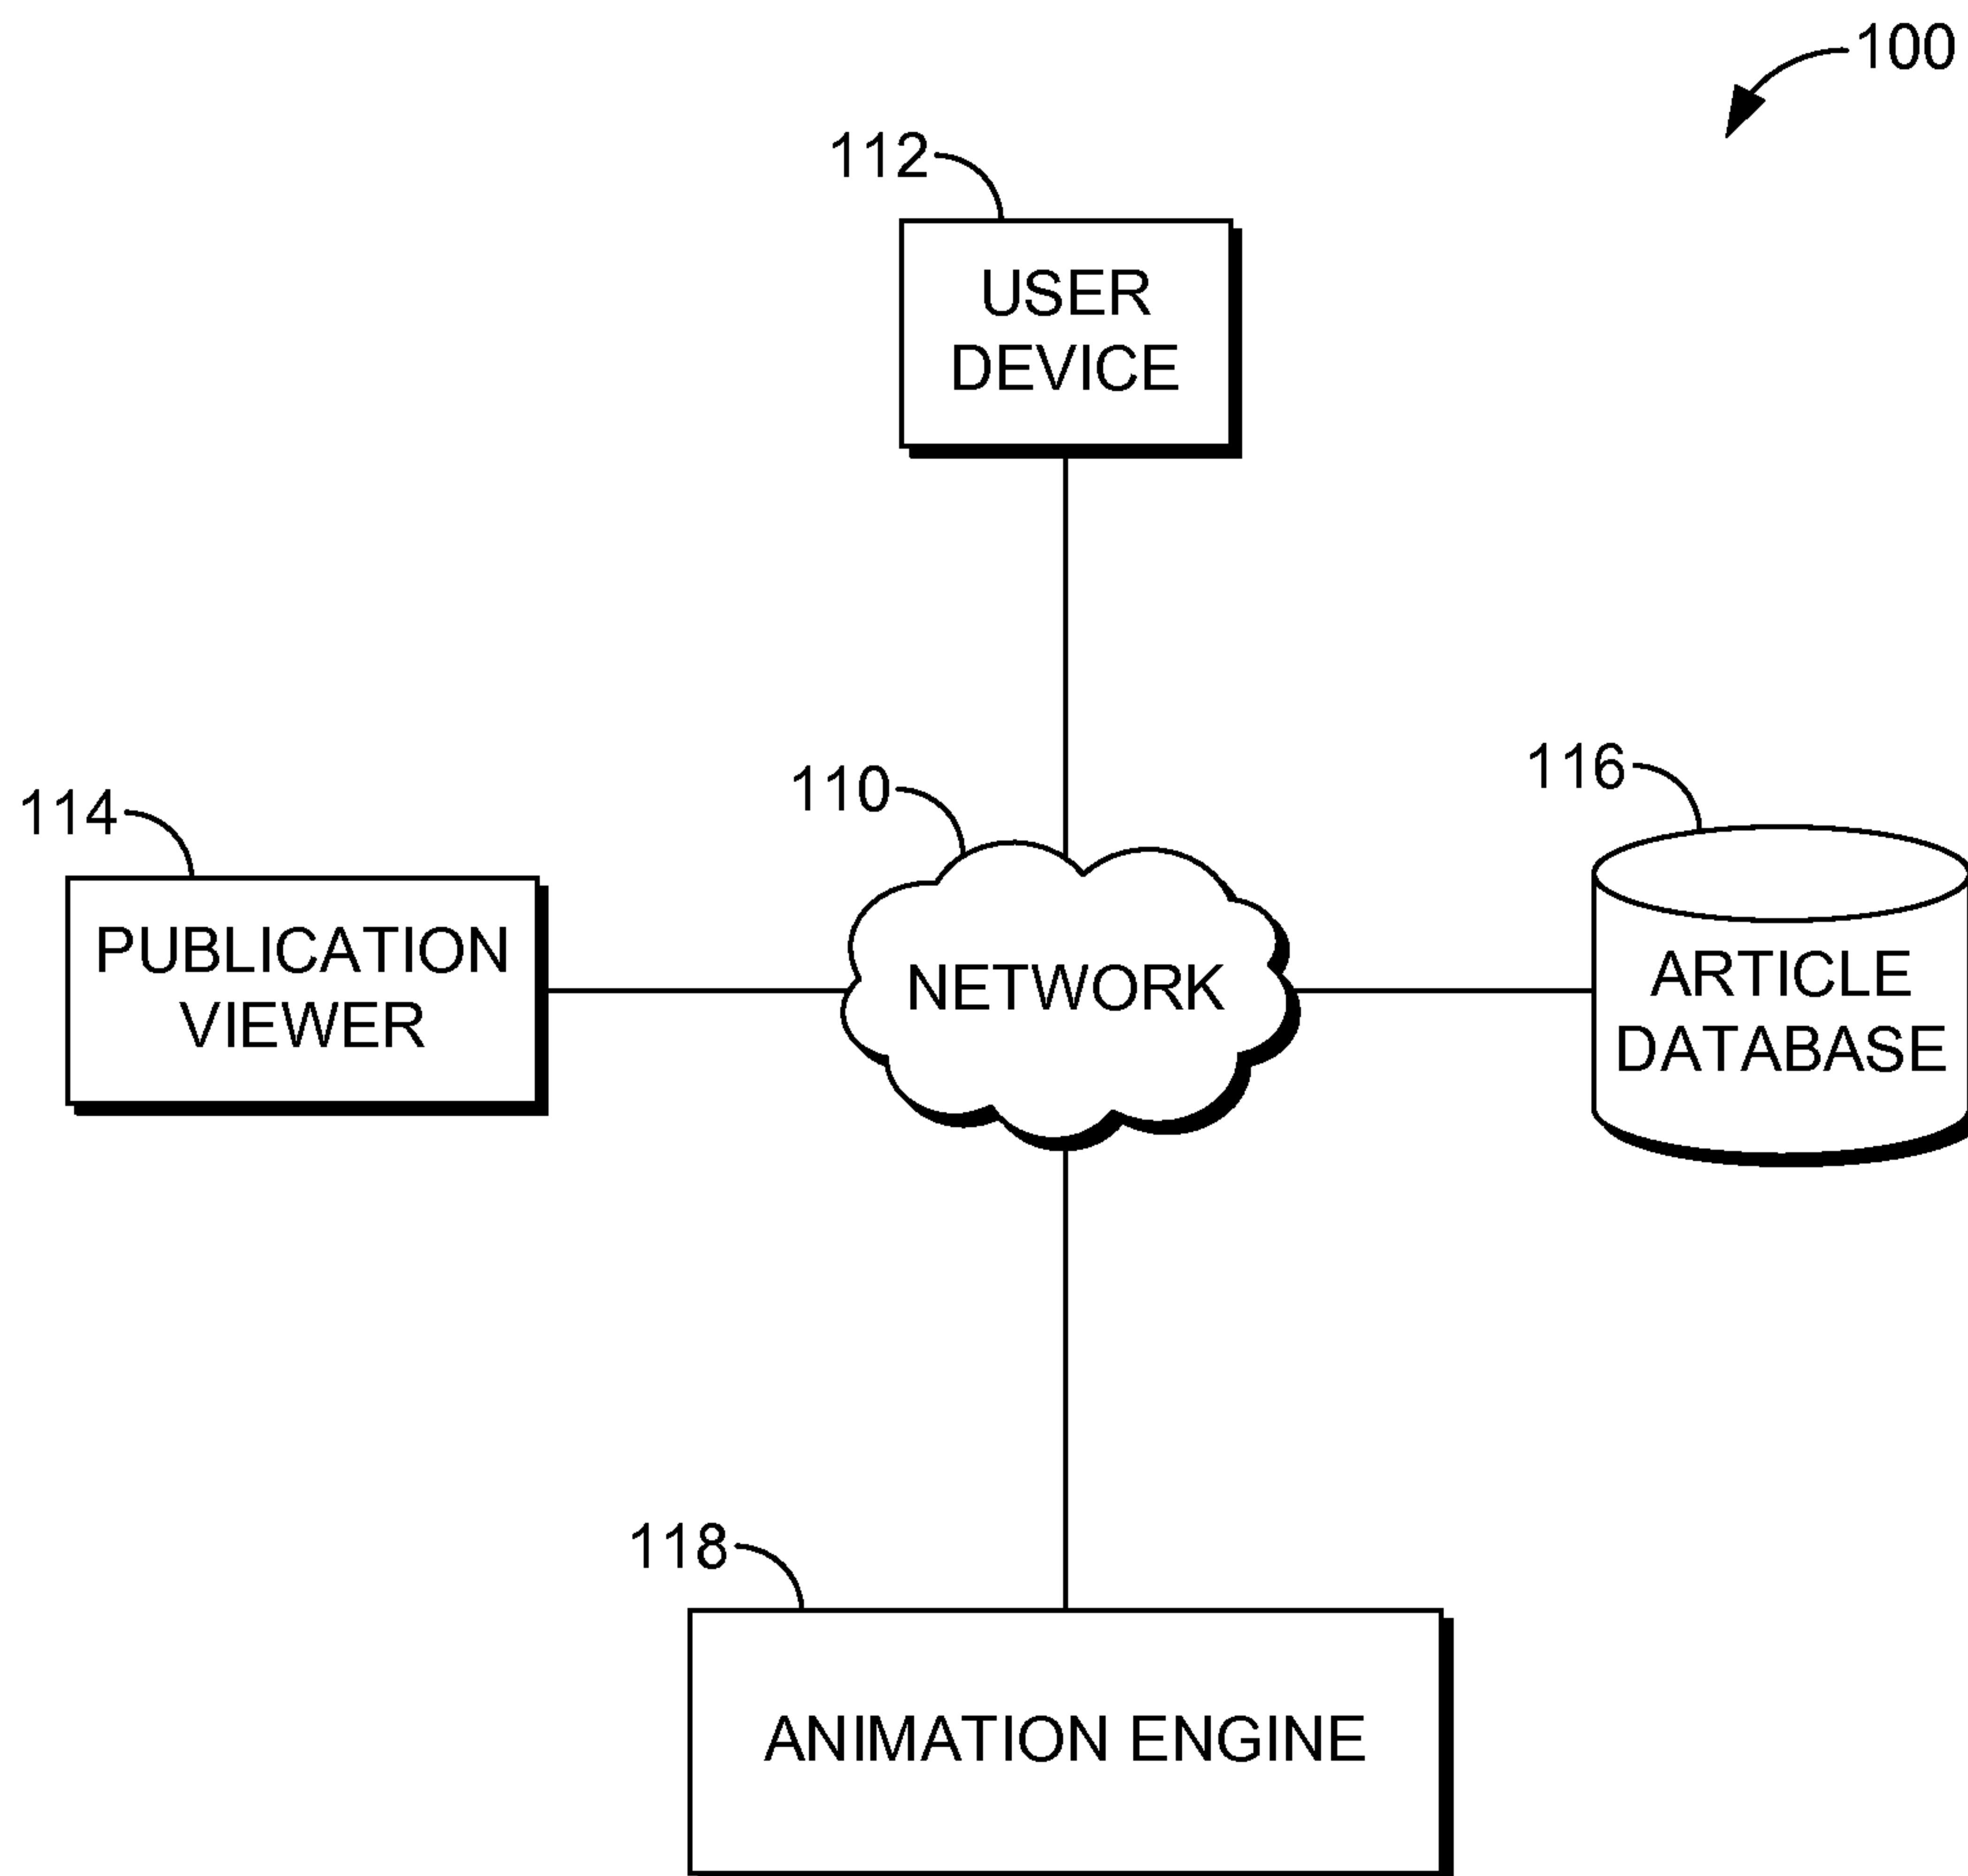 100
112
USER
DEVICE
110
116
114
PUBLICATION
VIEWER
NETWORK
ARTICLE
DATABASE
118
ANIMATION ENGINE